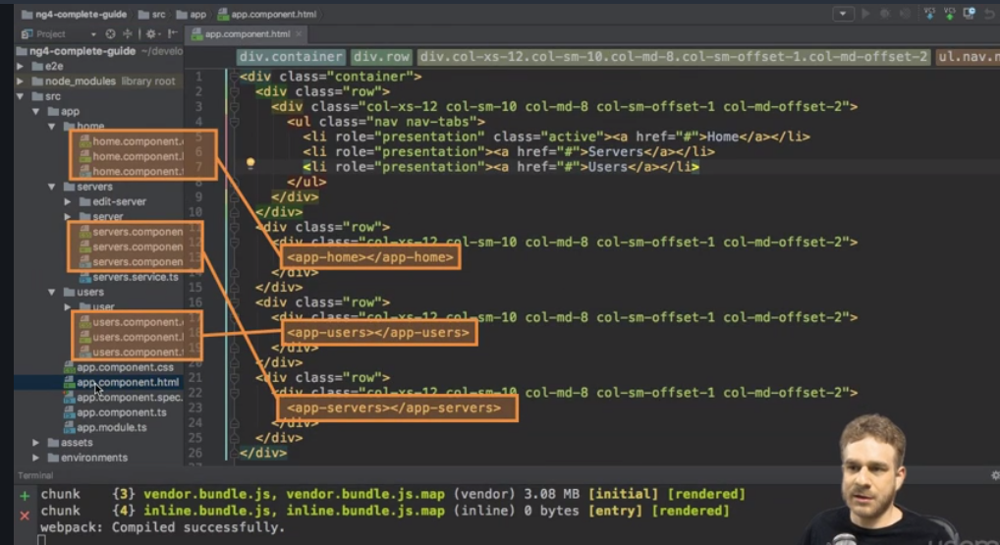 ng4-complete-guide src app app.component.html
Project app.component.html
ng4-complete-guide ~/develo
e2e
node_modules library root
src
app
home
home.component.
home.component.
home.component.
servers
edit-server
server
servers.componen
servers.componen
servers.componen
servers.service.ts
users
user
users.component.
users.component.
users.component.
app.component.css
app.component.html
app.component.spec.
app.component.ts
app.module.ts
assets
environments
div.container div.row div.col-xs-12.col-sm-10.col-md-8.col-sm-offset-1.col-md-offset-2 ul.nav.n
1 <div class="container">
2 <div class="row">
3 <div class="col-xs-12 col-sm-10 col-md-8 col-sm-offset-1 col-md-offset-2">
4 <ul class="nav nav-tabs">
5 <li role="presentation" class="active"><a href="#">Home</a></li>
6 <li role="presentation"><a href="#">Servers</a></li>
7 <li role="presentation"><a href="#">Users</a></li>
8 </ul>
9 </div>
10 </div>
11 <div class="row">
12 <div class="col-xs-12 col-sm-10 col-md-8 col-sm-offset-1 col-md-offset-2">
13 <app-home></app-home>
14 </div>
15 </div>
16 <div class="row">
17 <div class="col-xs-12 col-sm-10 col-md-8 col-sm-offset-1 col-md-offset-2">
18 <app-users></app-users>
19 </div>
20 </div>
21 <div class="row">
22 <div class="col-xs-12 col-sm-10 col-md-8 col-sm-offset-1 col-md-offset-2">
23 <app-servers></app-servers>
24 </div>
25 </div>
26 </div>
Terminal
chunk {3} vendor.bundle.js, vendor.bundle.js.map (vendor) 3.08 MB [initial] [rendered]
chunk {4} inline.bundle.js, inline.bundle.js.map (inline) 0 bytes [entry] [rendered]
webpack: Compiled successfully.